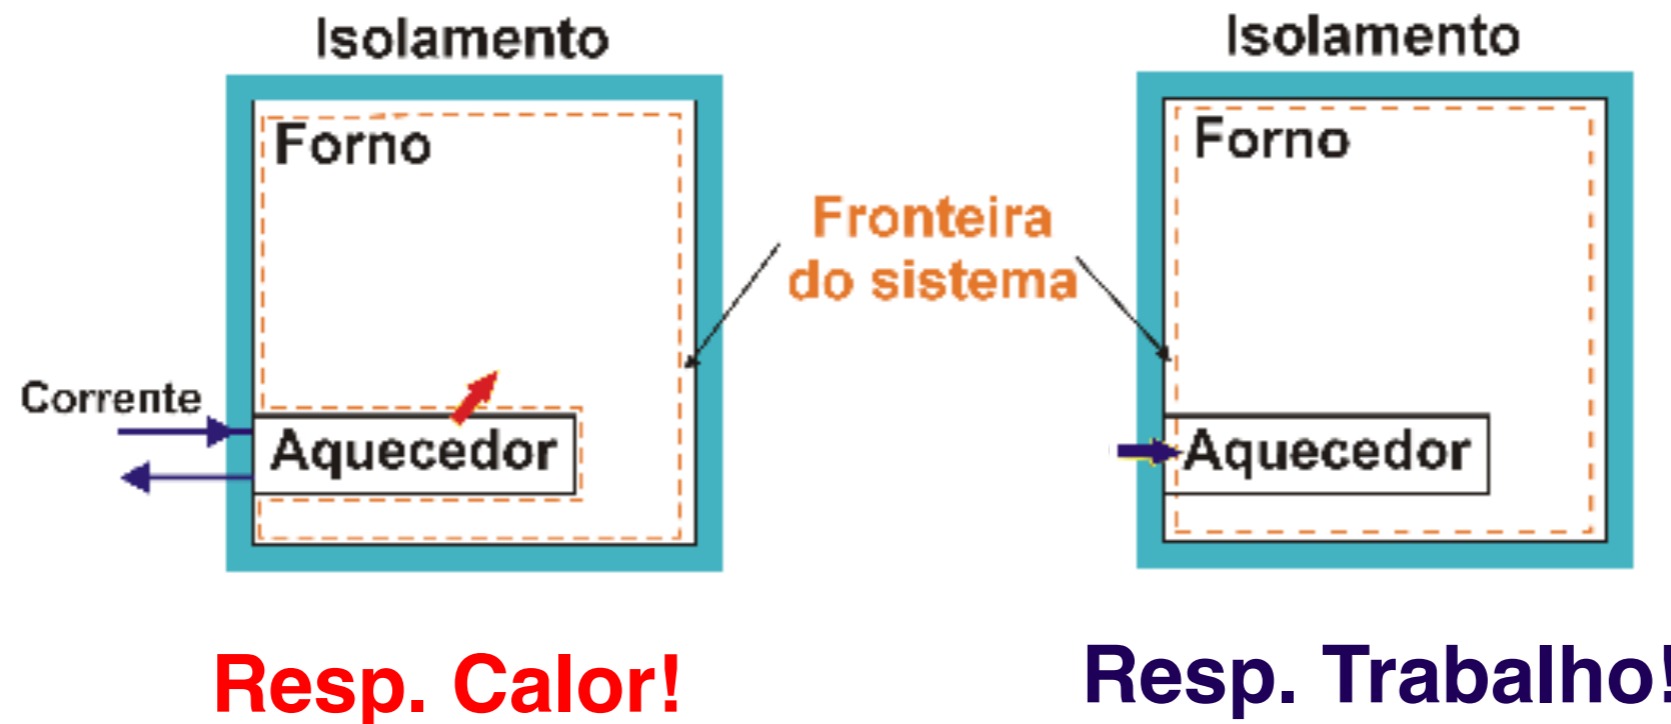 Isolamento
Forno
Corrente
Aquecedor
Resp. Calor!
Fronteira
do sistema
Isolamento
Forno
Aquecedor
Resp. Trabalho!